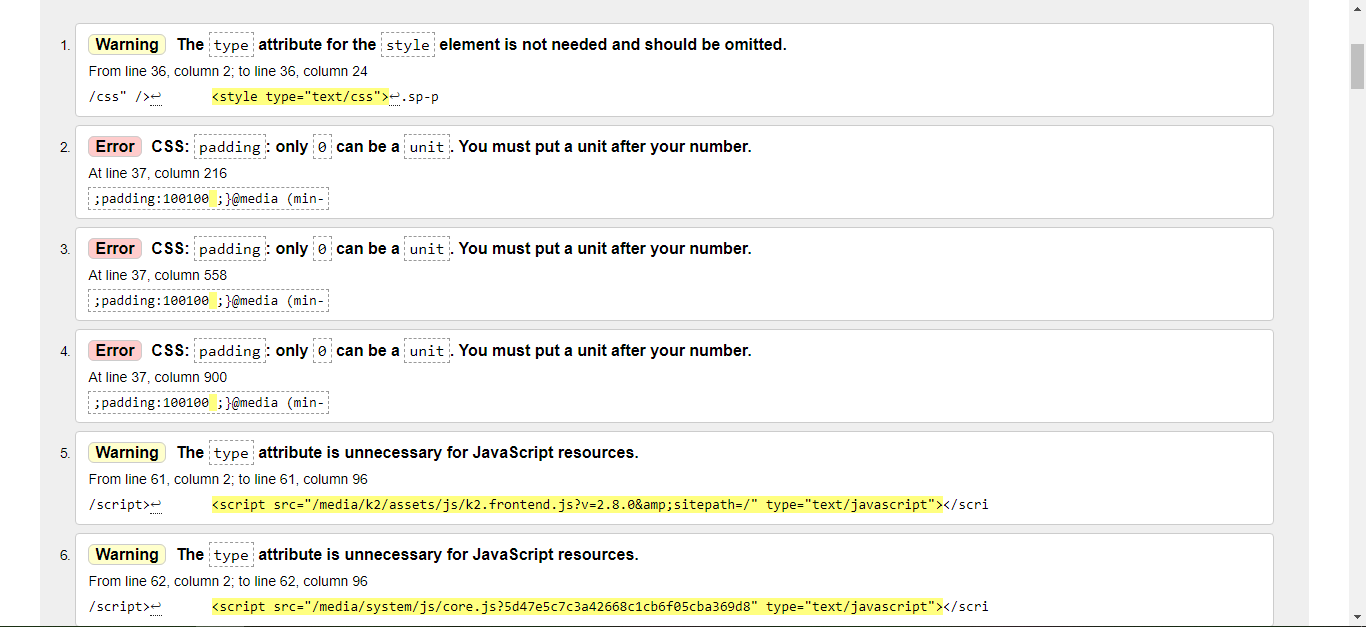 1. Warning The type attribute for the style element is not needed and should be omitted.
From line 36, column 2; to line 36, column 24
/css" />↩ <style type="text/css">↩.sp-p
2. Error CSS: padding: only 0 can be a unit. You must put a unit after your number.
At line 37, column 216
;padding:100100 ;}@media (min-
3. Error CSS: padding: only 0 can be a unit. You must put a unit after your number.
At line 37, column 558
;padding:100100 ;}@media (min-
4. Error CSS: padding: only 0 can be a unit. You must put a unit after your number.
At line 37, column 900
;padding:100100 ;}@media (min-
5. Warning The type attribute is unnecessary for JavaScript resources.
From line 61, column 2; to line 61, column 96
/script>↩ <script src="/media/k2/assets/js/k2.frontend.js?v=2.8.0&amp;sitepath=/" type="text/javascript"></scri
6. Warning The type attribute is unnecessary for JavaScript resources.
From line 62, column 2; to line 62, column 96
/script>↩ <script src="/media/system/js/core.js?5d47e5c7c3a42668c1cb6f05cba369d8" type="text/javascript"></scri